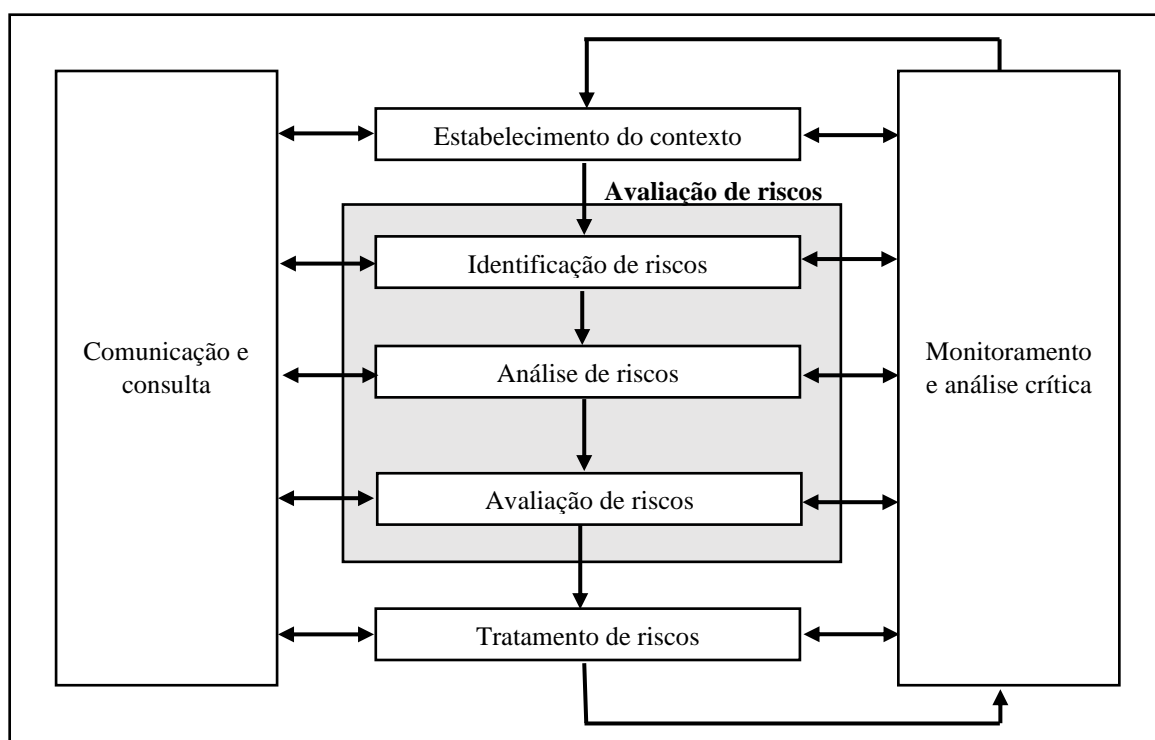 Estabelecimento do contexto
Avaliação de riscos
Identificação de riscos
Comunicação e
consulta
Análise de riscos
Monitoramento
e análise crítica
Avaliação de riscos
Tratamento de riscos